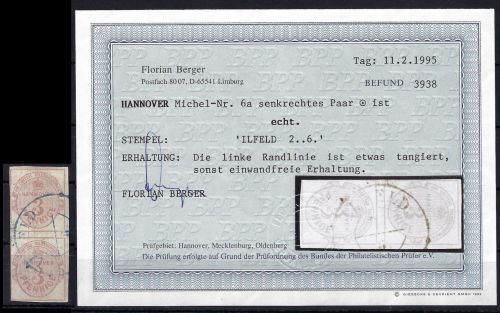 Florian Berger
Postfach 80 07, D-65541 Limburg
Tag: 11.2.1995
BEFUND 3938
HANNOVER Michel-Nr. 6a senkrechtes Paar ⊙ ist
echt.
STEMPEL: 'ILFELD 2..6.'
ERHALTUNG: Die linke Randlinie ist etwas tangiert,
sonst einwandfreie Erhaltung.
FLORIAN BERGER
Prüfgebiet: Hannover, Mecklenburg, Oldenburg
Die Prüfung erfolgte auf Grund der Prüfordnung des Bundes der Philatelistischen Prüfer e.V.